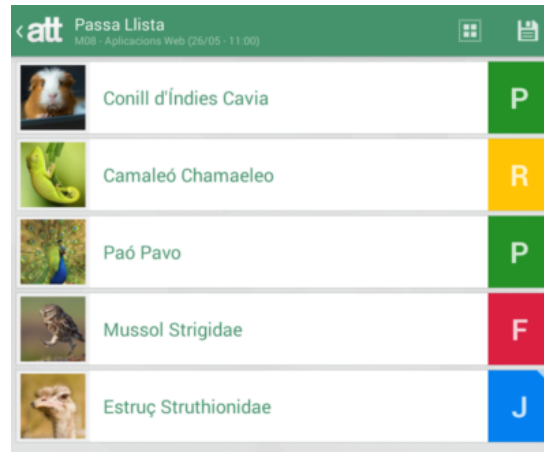 att
Passa Llista
M08 - Aplicacions Web (26/05 - 11:00)
Conill d'Índies Cavia
P
Camaleó Chamaeleo
R
Paó Pavo
P
Mussol Strigidae
F
Estruç Struthionidae
J